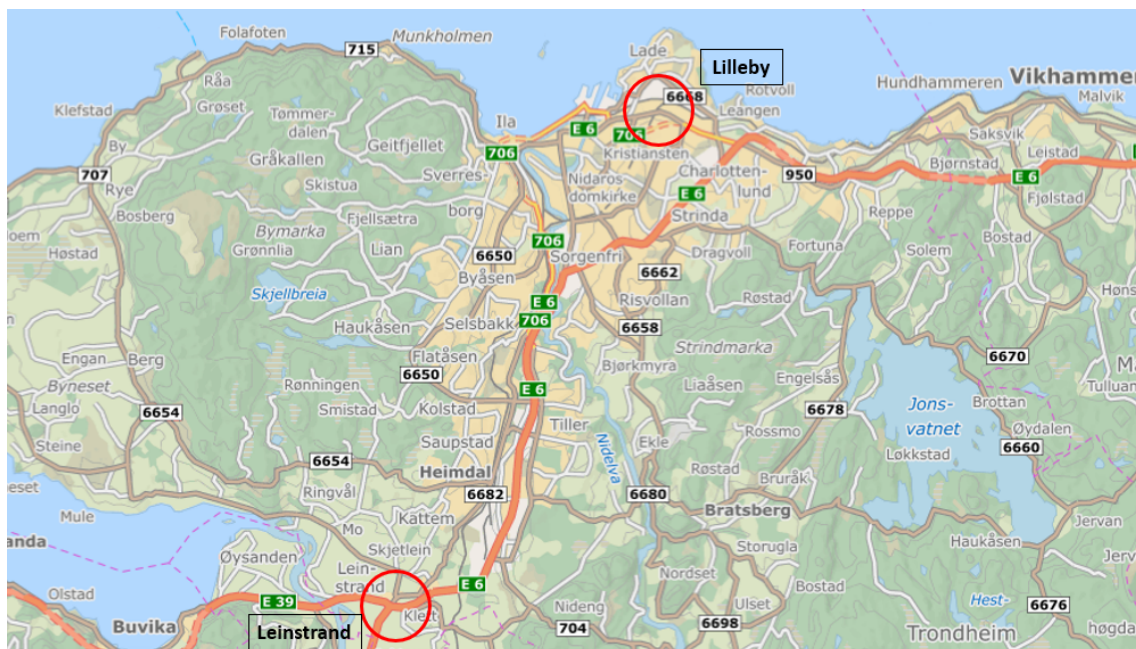 Folafoten
715
Munkholmen
Lade
Lilleby
Råa
Klefstad
Grøset
Tømmer-
dalen
Ila
E 6
6668
Rotvoll
Leangen
Hundhammeren
Vikhammer
Malvik
By
Geitfjellet
706
Kristiansten
Saksvik
Leistad
Gråkallen
Sverres-
borg
Nidaros
domkirke
Charlotten-
lund
950
Bjørnstad
E 6
707
Rye
Skistua
E 6
Fjølstad
Bosberg
Fjellsætra
Strinda
Reppe
Bymarka
Lian
706
Høstad
Grønnlia
6650
Sorgenfri
Dragvoll
Fortuna
Solem
Bostad
Byåsen
6662
Skjellbreia
E 6
Risvollan
Røstad
706
Haukåsen
Selsbakk
6658
Strindmarka
Engan
Berg
Flatåsen
Bjørkmyra
6670
Byneset
Rønningen
6650
E 6
Liaåsen
Engelsås
Langlo
6654
Smistad
Kolstad
6678
Jons-
vatnet
Brottan
Steine
Tiller
Rossmo
Øydalen
Saupstad
Nidelva
Ekle
6660
6654
Heimdal
Røstad
Løkkstad
Ringvål
6682
6680
Bruråk
Mule
Kattem
Bratsberg
Mo
Jervan
Skjetlein
Storugla
Haukåsen
Øysanden
Lein-
strand
E 6
Nordset
Bostad
Olstad
E 39
Klett
Nideng
Ulset
Hest-
6676
Buvika
Leinstrand
704
6698
Trondheim